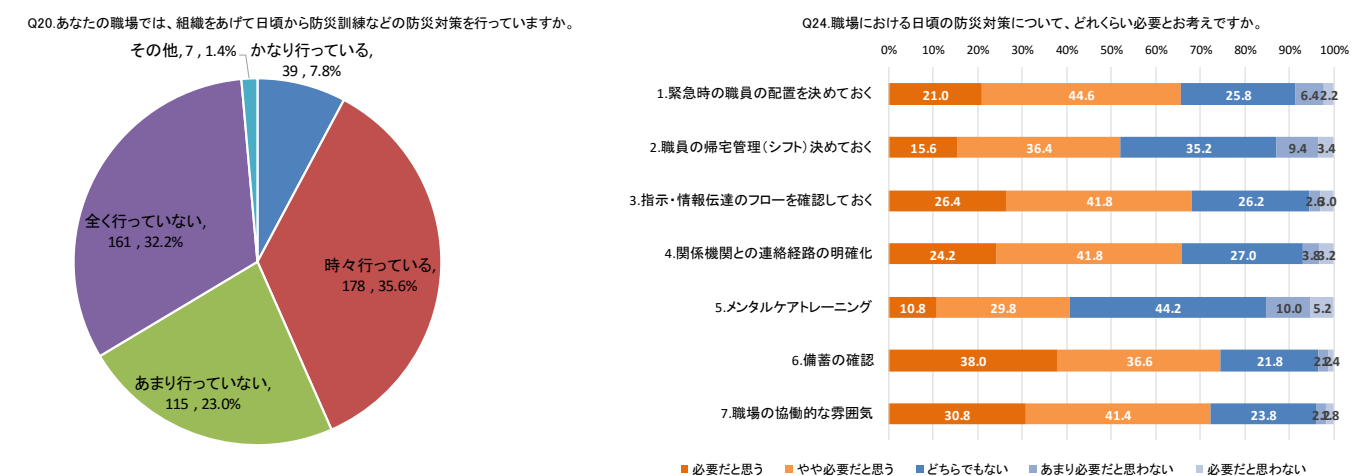 Q20.あなたの職場では、組織をあげて日頃から防災訓練などの防災対策を行っていますか。
その他, 7 , 1.4%
かなり行っている,
39 , 7.8%
時々行っている,
178 , 35.6%
あまり行っていない,
115 , 23.0%
全く行っていない,
161 , 32.2%
Q24.職場における日頃の防災対策について、どれくらい必要とお考えですか。
0% 10% 20% 30% 40% 50% 60% 70% 80% 90% 100%
1.緊急時の職員の配置を決めておく 21.0 44.6 25.8 6.4 2.2
2.職員の帰宅管理（シフト）決めておく 15.6 36.4 35.2 9.4 3.4
3.指示・情報伝達のフローを確認しておく 26.4 41.8 26.2 2.6 3.0
4.関係機関との連絡経路の明確化 24.2 41.8 27.0 3.8 3.2
5.メンタルケアトレーニング 10.8 29.8 44.2 10.0 5.2
6.備蓄の確認 38.0 36.6 21.8
7.職場の協働的な雰囲気 30.8 41.4 23.8
必要だと思う やや必要だと思う どちらでもない あまり必要だと思わない 必要だと思わない